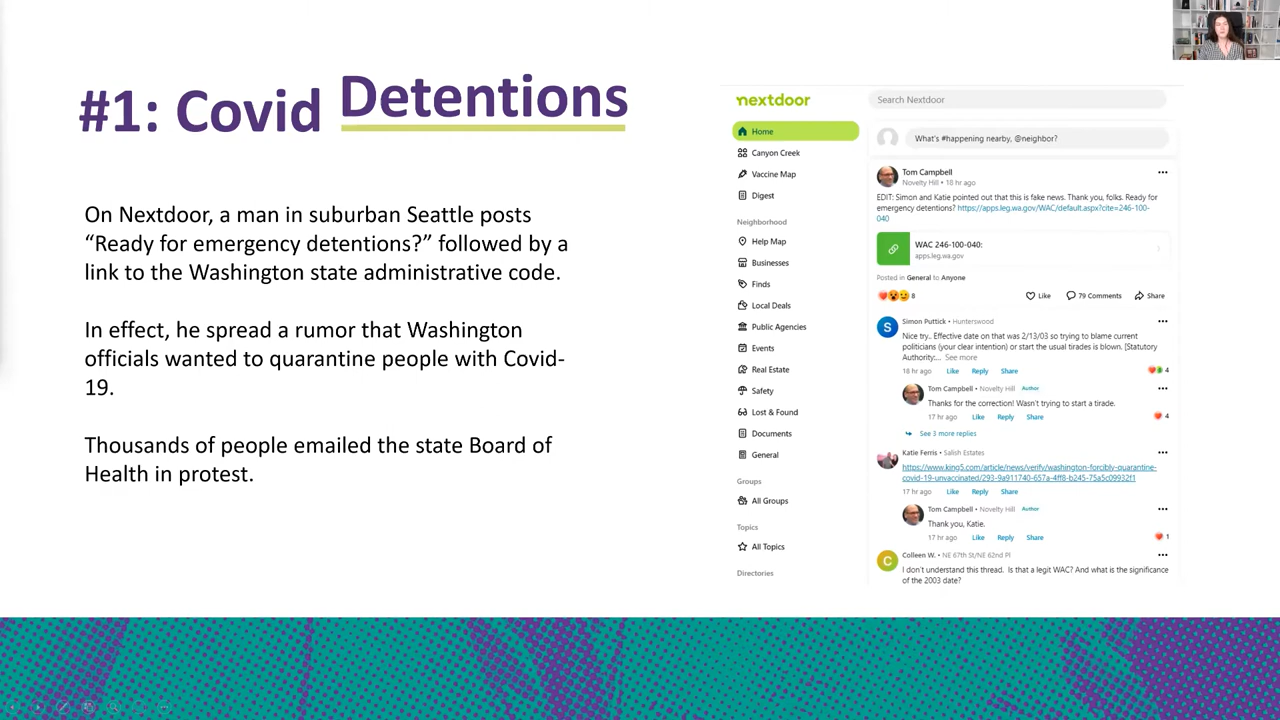 #1: Covid Detentions
On Nextdoor, a man in suburban Seattle posts
“Ready for emergency detentions?” followed by a
link to the Washington state administrative code.
In effect, he spread a rumor that Washington
officials wanted to quarantine people with Covid-
19.
Thousands of people emailed the state Board of
Health in protest.
nextdoor
Search Nextdoor
Home
Canyon Creek
Vaccine Map
Digest
Neighborhood
Help Map
Businesses
Finds
Local Deals
Public Agencies
Events
Real Estate
Safety
Lost & Found
Documents
General
Groups
All Groups
Topics
All Topics
Directories
What's #happening nearby, @neighbor?
Tom Campbell
Novelty Hill • 18 hr ago
EDIT: Simon and Katie pointed out that this is fake news. Thank you, folks. Ready for
emergency detentions? https://apps.leg.wa.gov/WAC/default.aspx?cite=246-100-
040
WAC 246-100-040:
apps.leg.wa.gov
Posted in General to Anyone
8 Like 79 Comments Share
S
Simon Puttick • Hunterswood
Nice try.. Effective date on that was 2/13/03 so trying to blame current
politicians (your clear intention) or start the usual tirades is blown. [Statutory
Authority:... See more
18 hr ago Like Reply Share 4
Tom Campbell • Novelty Hill Author
Thanks for the correction! Wasn't trying to start a tirade.
17 hr ago Like Reply Share 4
See 3 more replies
Katie Ferris • Salish Estates
https://www.king5.com/article/news/verify/washington-forcibly-quarantine-
covid-19-unvaccinated/293-9a911740-657a-4ff8-b245-75a5c09932f1
17 hr ago Like Reply Share
Tom Campbell • Novelty Hill Author
Thank you, Katie.
17 hr ago Like Reply Share 1
C
Colleen W. • NE 67th St/NE 62nd Pl
I don't understand this thread. Is that a legit WAC? And what is the significance
of the 2003 date?